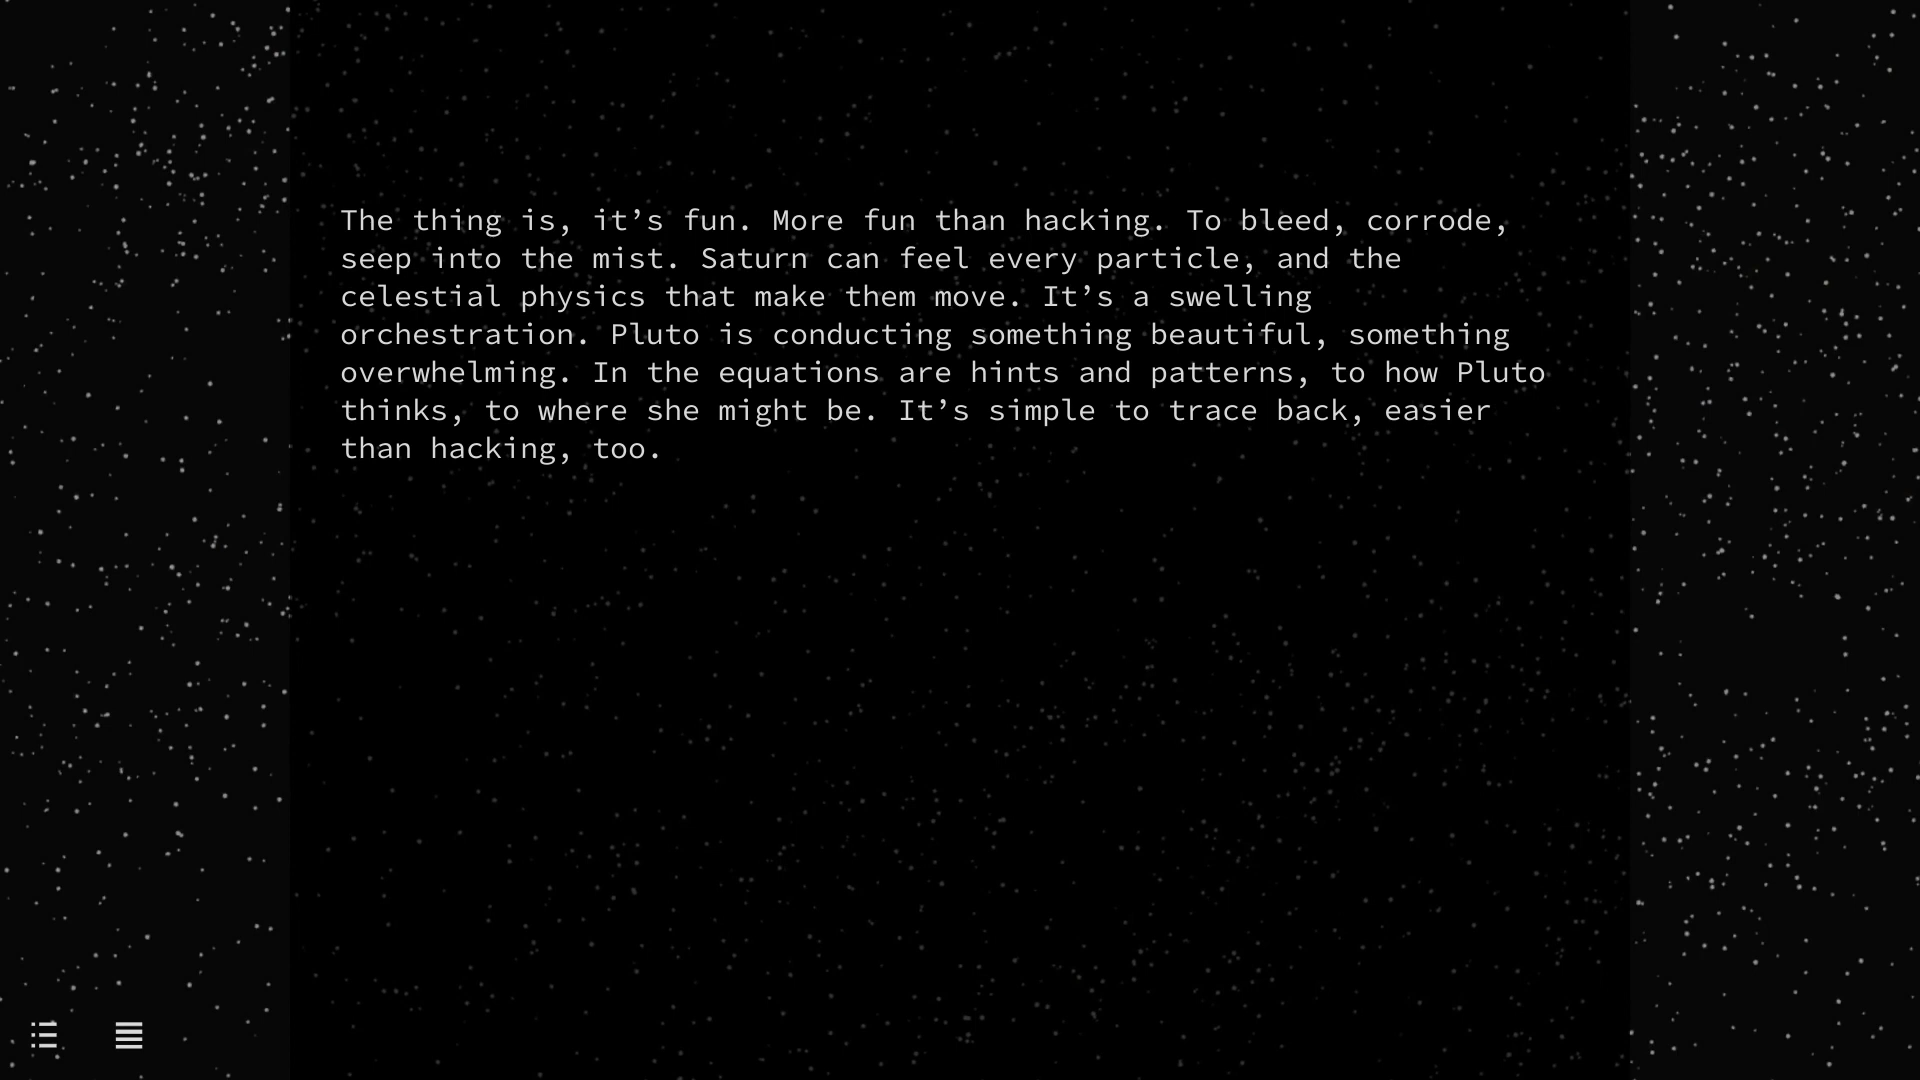 The thing is, it’s fun. More fun than hacking. To bleed, corrode,
seep into the mist. Saturn can feel every particle, and the
celestial physics that make them move. It’s a swelling
orchestration. Pluto is conducting something beautiful, something
overwhelming. In the equations are hints and patterns, to how Pluto
thinks, to where she might be. It’s simple to trace back, easier
than hacking, too.